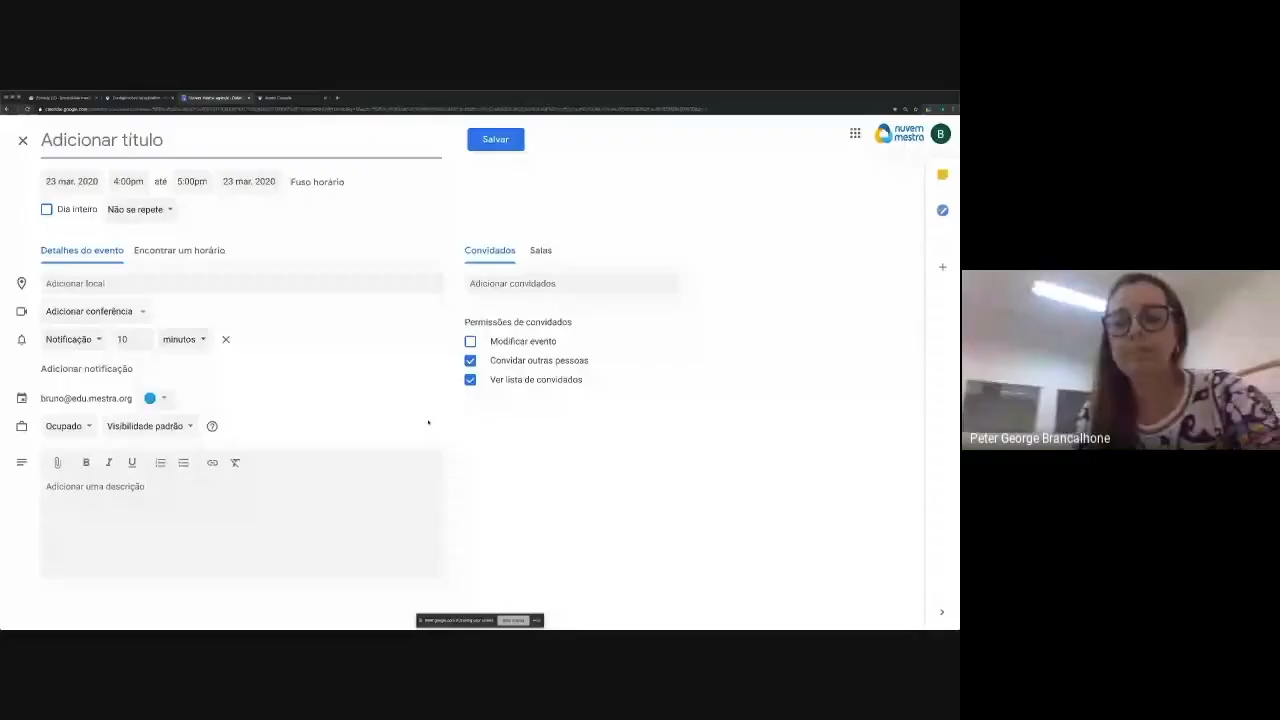 Adicionar título
Salvar
nuvem
mestra
B
23 mar. 2020 4:00pm até 5:00pm 23 mar. 2020 Fuso horário
Dia inteiro Não se repete
Detalhes do evento Encontrar um horário
Convidados Salas
Adicionar local
Adicionar convidados
Adicionar conferência
Permissões de convidados
Notificação 10 minutos
Modificar evento
Convidar outras pessoas
Adicionar notificação
Ver lista de convidados
bruno@edu.mestra.org
Ocupado Visibilidade padrão
B I U
Adicionar uma descrição
Peter George Brancalhone